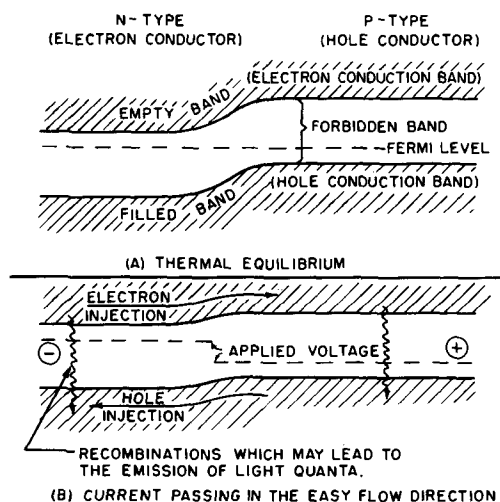 N-TYPE
(ELECTRON CONDUCTOR)
P-TYPE
(HOLE CONDUCTOR)
(ELECTRON CONDUCTION BAND)
EMPTY BAND
FORBIDDEN BAND
FERMI LEVEL
(HOLE CONDUCTION BAND)
FILLED BAND
(A) THERMAL EQUILIBRIUM
ELECTRON
INJECTION
−
APPLIED VOLTAGE
+
HOLE
INJECTION
RECOMBINATIONS WHICH MAY LEAD TO
THE EMISSION OF LIGHT QUANTA.
(B) CURRENT PASSING IN THE EASY FLOW DIRECTION